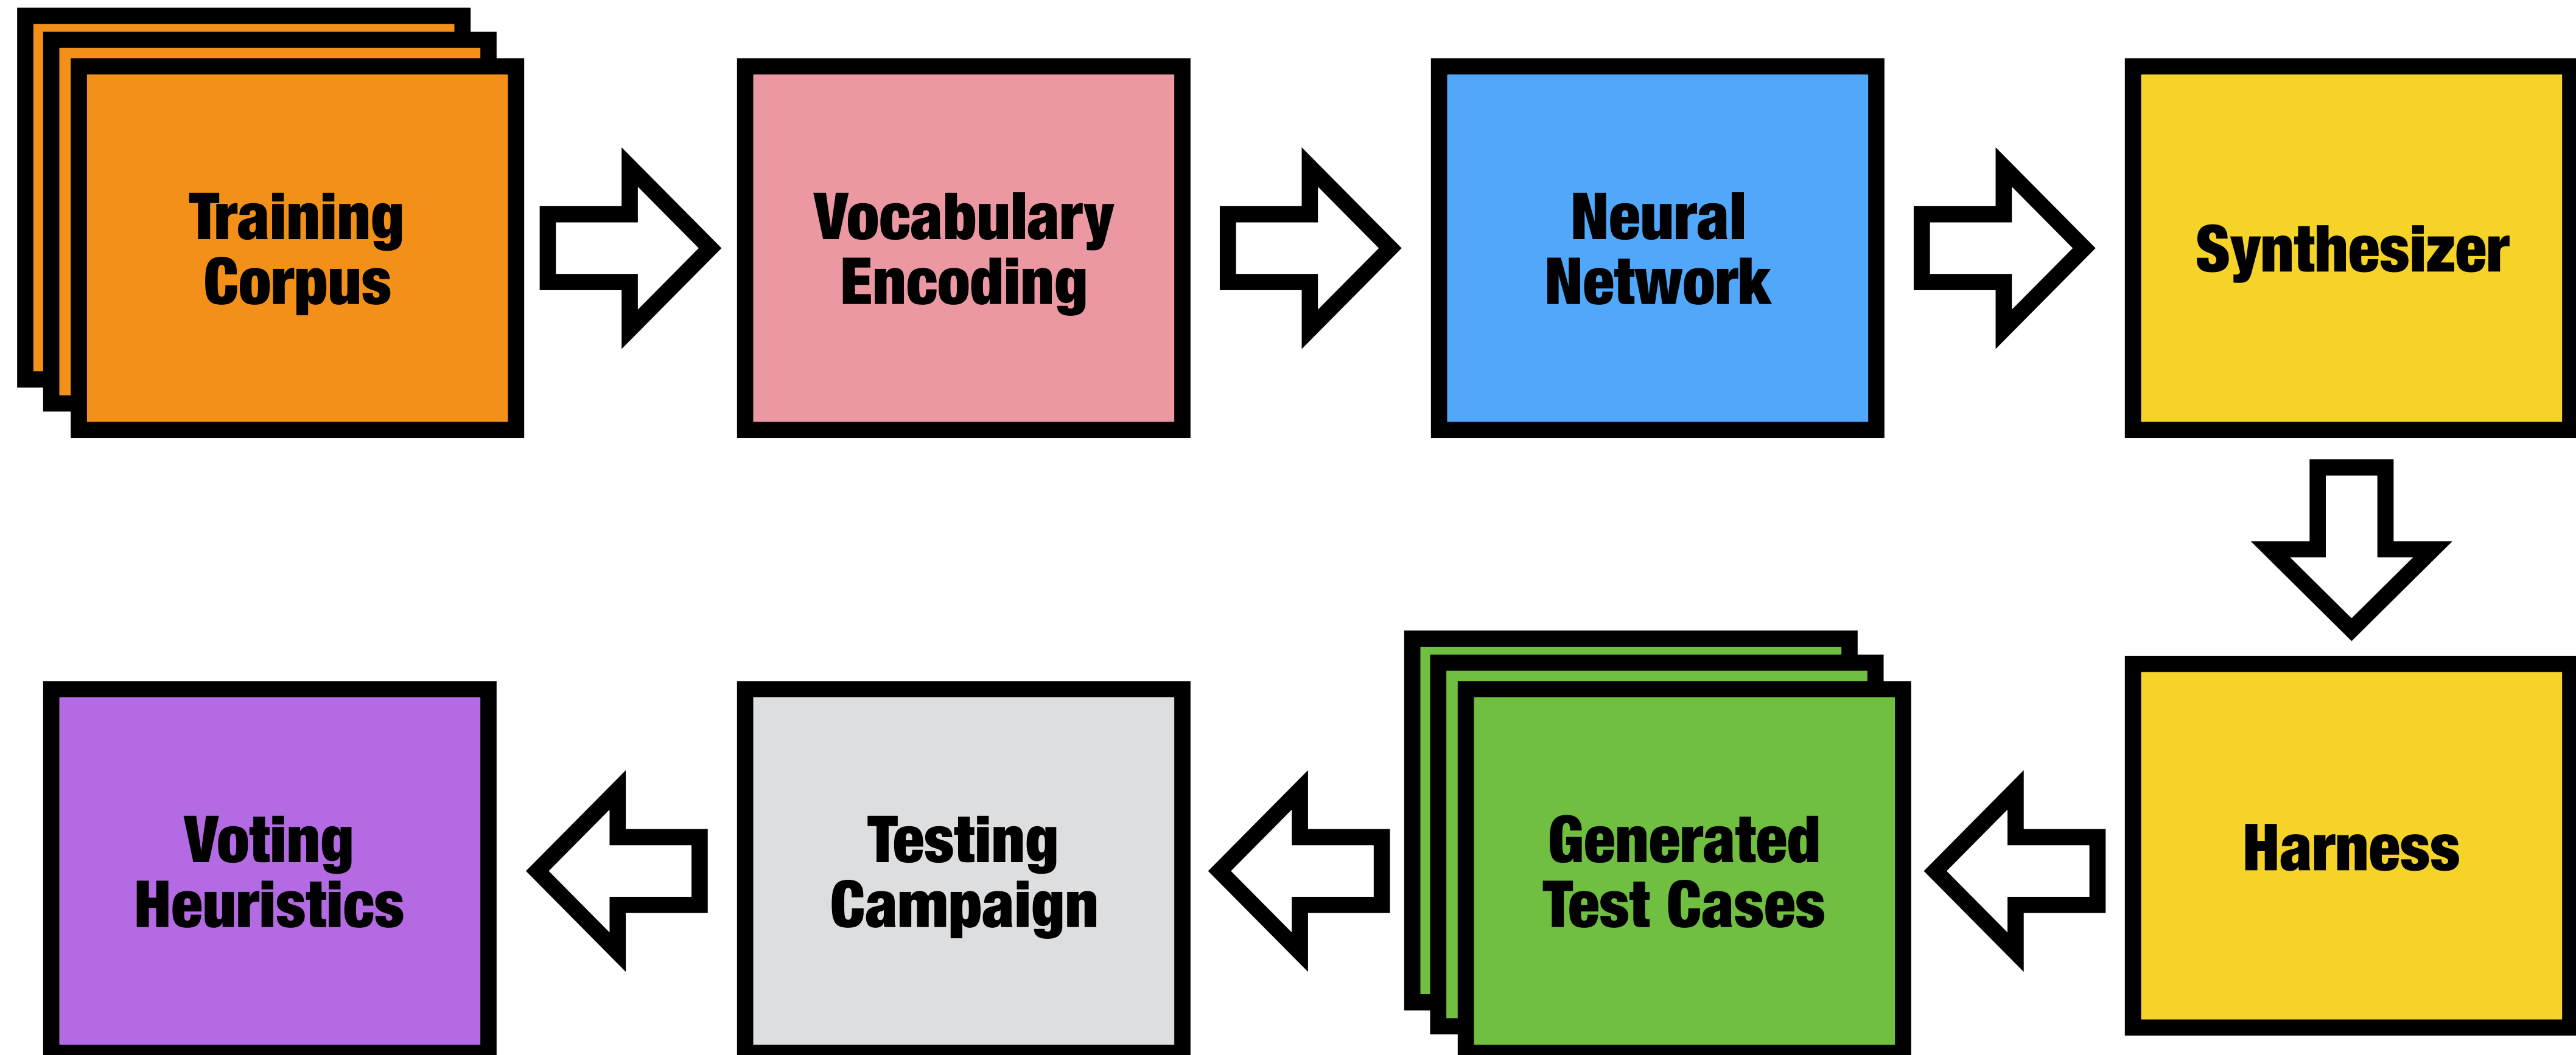 Training
Corpus
Vocabulary
Encoding
Neural
Network
Synthesizer
Voting
Heuristics
Testing
Campaign
Generated
Test Cases
Harness